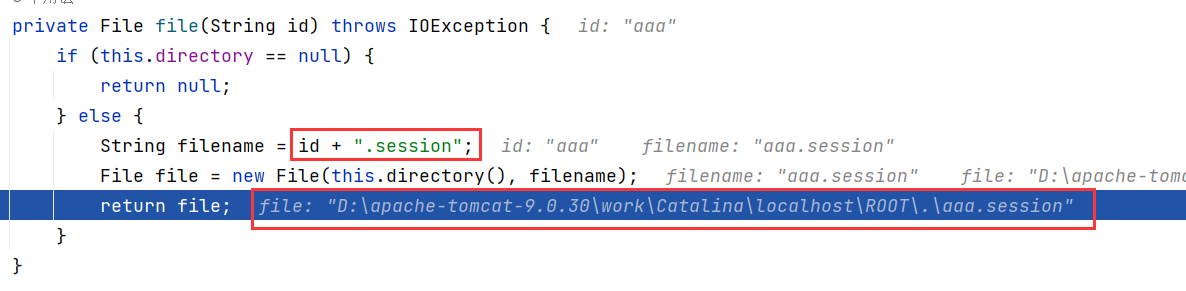 private File file(String id) throws IOException {   id: "aaa"
    if (this.directory == null) {
        return null;
    } else {
        String filename = id + ".session";   id: "aaa"    filename: "aaa.session"
        File file = new File(this.directory(), filename);   filename: "aaa.session"    file: "D:\apache-tomca
        return file;   file: "D:\apache-tomcat-9.0.30\work\Catalina\localhost\ROOT\.\aaa.session"
    }
}